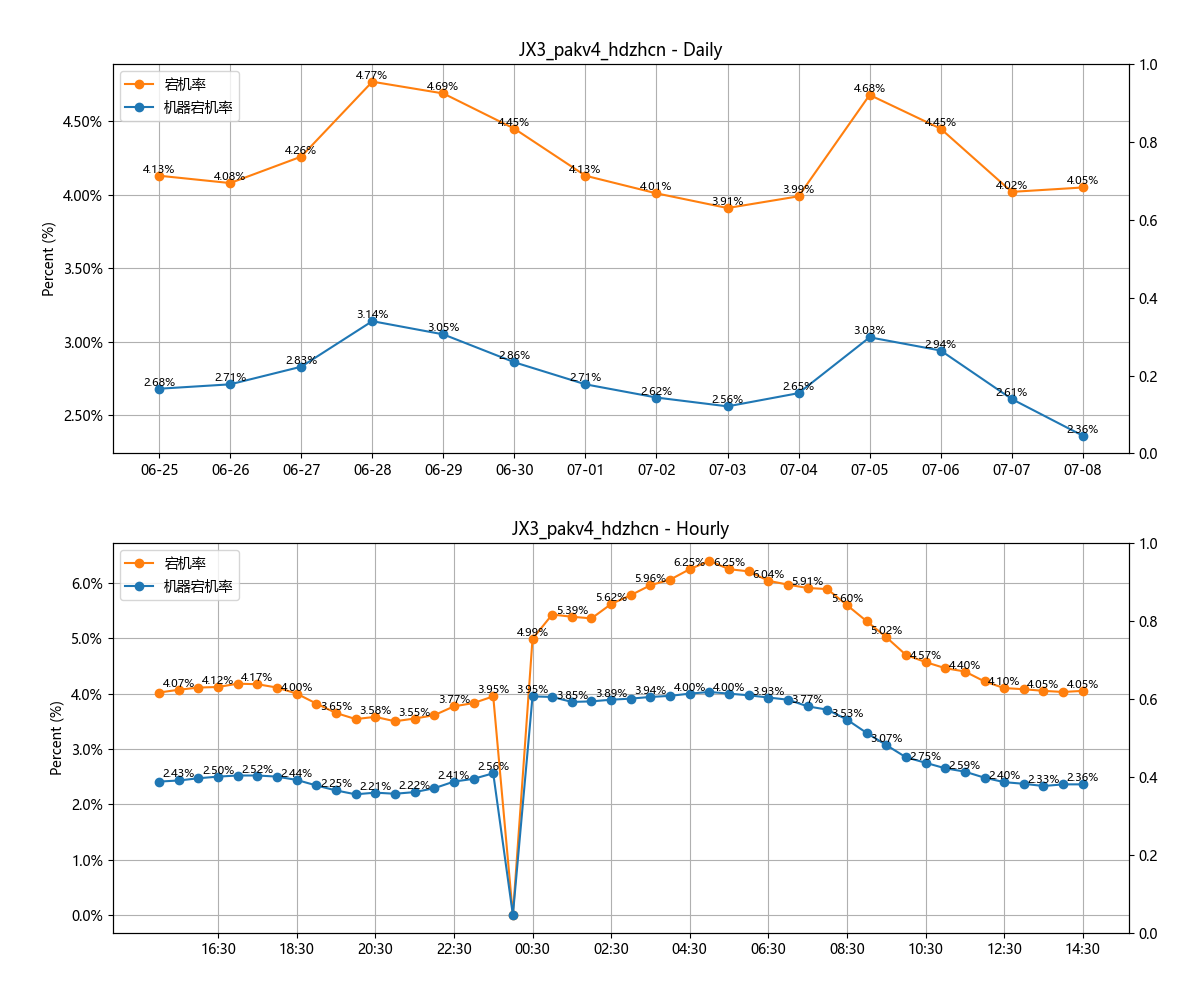 JX3_pakv4_hdzhcn - Daily
宕机率
机器宕机率
Percent (%)
4.50%
4.00%
3.50%
3.00%
2.50%
1.0
0.8
0.6
0.4
0.2
0.0
4.13% 4.08% 4.26% 4.77% 4.69% 4.45% 4.13% 4.01% 3.91% 3.99% 4.68% 4.45% 4.02% 4.05%
2.68% 2.71% 2.83% 3.14% 3.05% 2.86% 2.71% 2.62% 2.56% 2.65% 3.03% 2.94% 2.61% 2.36%
06-25 06-26 06-27 06-28 06-29 06-30 07-01 07-02 07-03 07-04 07-05 07-06 07-07 07-08
JX3_pakv4_hdzhcn - Hourly
宕机率
机器宕机率
Percent (%)
6.0%
5.0%
4.0%
3.0%
2.0%
1.0%
0.0%
1.0
0.8
0.6
0.4
0.2
0.0
4.07% 4.12% 4.17% 4.00% 3.65% 3.58% 3.55% 3.77% 3.95% 4.99% 5.39% 5.62% 5.96% 6.25% 6.25% 6.04% 5.91% 5.60% 5.02% 4.57% 4.40% 4.10% 4.05% 4.05%
2.43% 2.50% 2.52% 2.44% 2.25% 2.21% 2.22% 2.41% 2.56% 3.95% 3.85% 3.89% 3.94% 4.00% 4.00% 3.93% 3.77% 3.53% 3.07% 2.75% 2.59% 2.40% 2.33% 2.36%
16:30 18:30 20:30 22:30 00:30 02:30 04:30 06:30 08:30 10:30 12:30 14:30